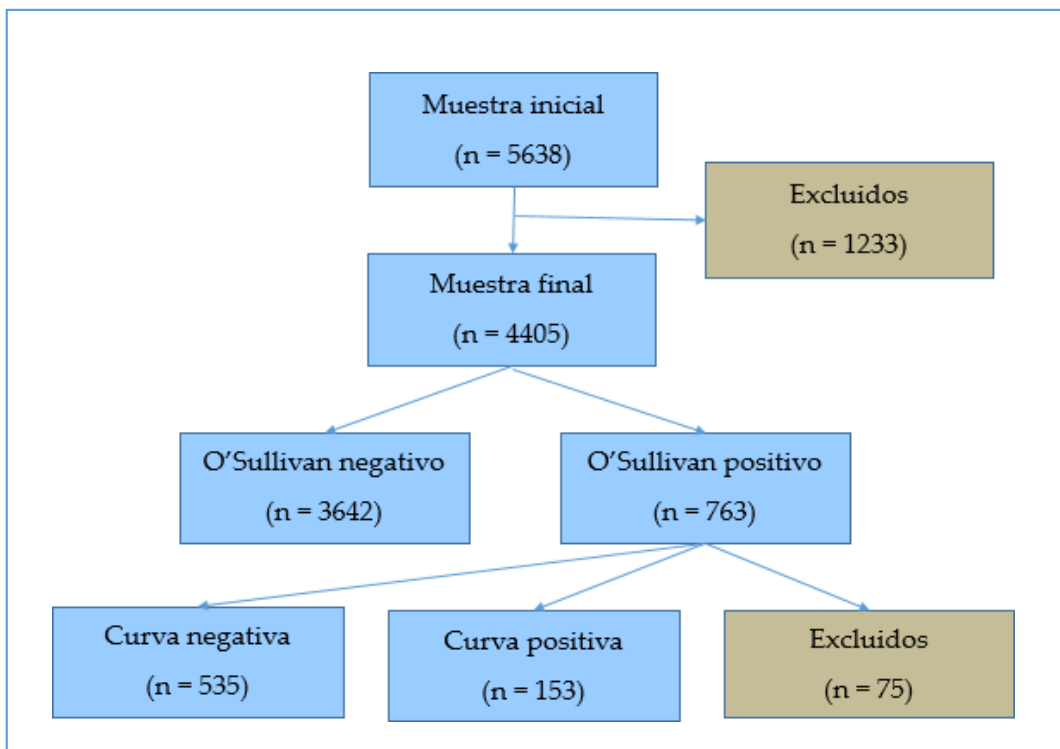 Muestra inicial
(n = 5638)
Excluidos
(n = 1233)
Muestra final
(n = 4405)
O’Sullivan negativo
(n = 3642)
O’Sullivan positivo
(n = 763)
Curva negativa
(n = 535)
Curva positiva
(n = 153)
Excluidos
(n = 75)